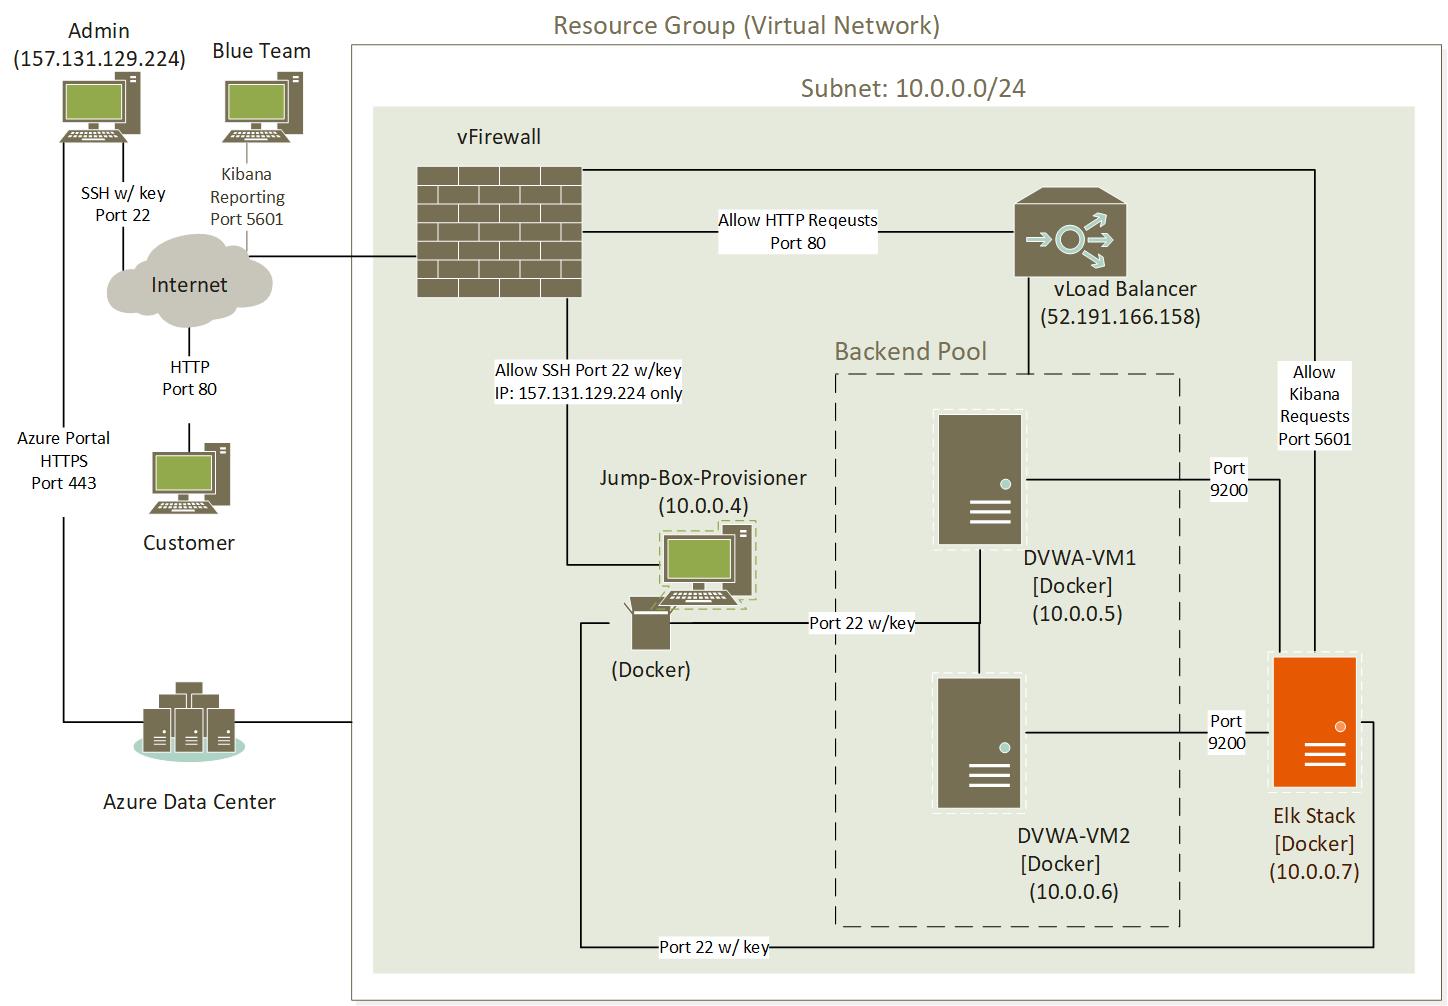 Resource Group (Virtual Network)
Admin
(157.131.129.224)
Blue Team
Subnet: 10.0.0.0/24
vFirewall
SSH w/ key
Port 22
Kibana
Reporting
Port 5601
Internet
Allow HTTP Reqeusts
Port 80
vLoad Balancer
(52.191.166.158)
Backend Pool
HTTP
Port 80
Allow SSH Port 22 w/key
IP: 157.131.129.224 only
Allow
Kibana
Requests
Port 5601
Azure Portal
HTTPS
Port 443
Customer
Jump-Box-Provisioner
(10.0.0.4)
Port
9200
DVWA-VM1
[Docker]
(10.0.0.5)
Port 22 w/key
(Docker)
Port
9200
Azure Data Center
DVWA-VM2
[Docker]
(10.0.0.6)
Elk Stack
[Docker]
(10.0.0.7)
Port 22 w/ key